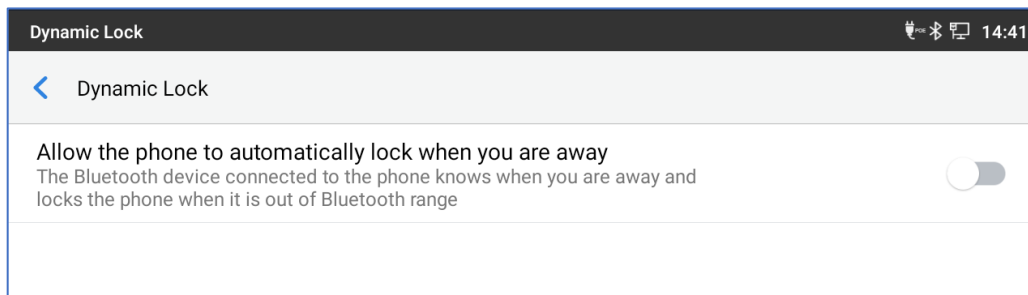 Dynamic Lock
POE 14:41
Dynamic Lock
Allow the phone to automatically lock when you are away
The Bluetooth device connected to the phone knows when you are away and
locks the phone when it is out of Bluetooth range